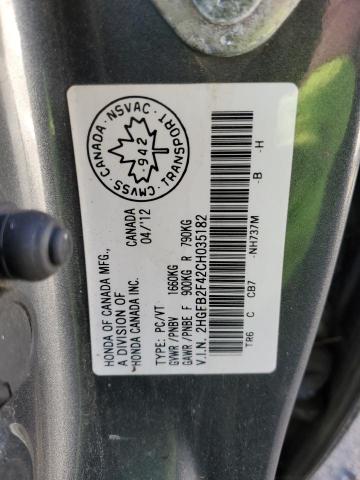 CMVSS · CANADA · NSVAC · TRANSPORT
942
HONDA OF CANADA MFG.,
A DIVISION OF
HONDA CANADA INC.
CANADA
04/'12
TYPE: PC/VT
GVWR /PNBV 1660KG
GAWR /PNBE F 900KG R 790KG
V.I.N. 2HGFB2F42CH035182
TR6 C CB7 -NH737M -B -H